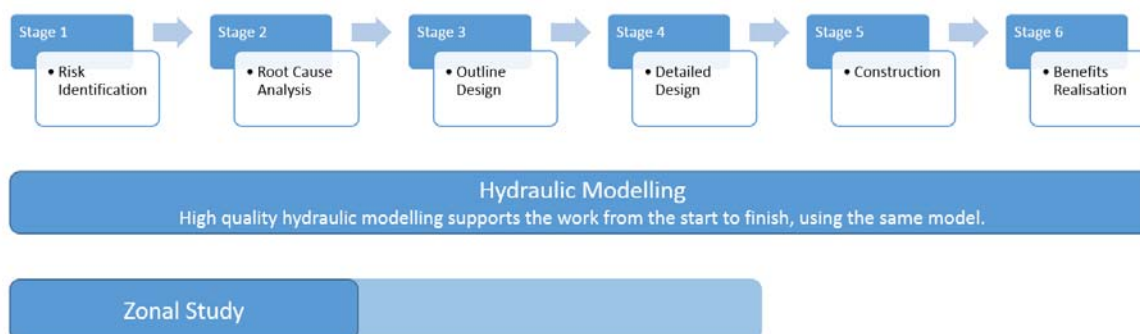 Stage 1
Stage 2
Stage 3
Stage 4
Stage 5
Stage 6
• Risk
Identification
• Root Cause
Analysis
• Outline
Design
• Detailed
Design
• Construction
• Benefits
Realisation
Hydraulic Modelling
High quality hydraulic modelling supports the work from the start to finish, using the same model.
Zonal Study